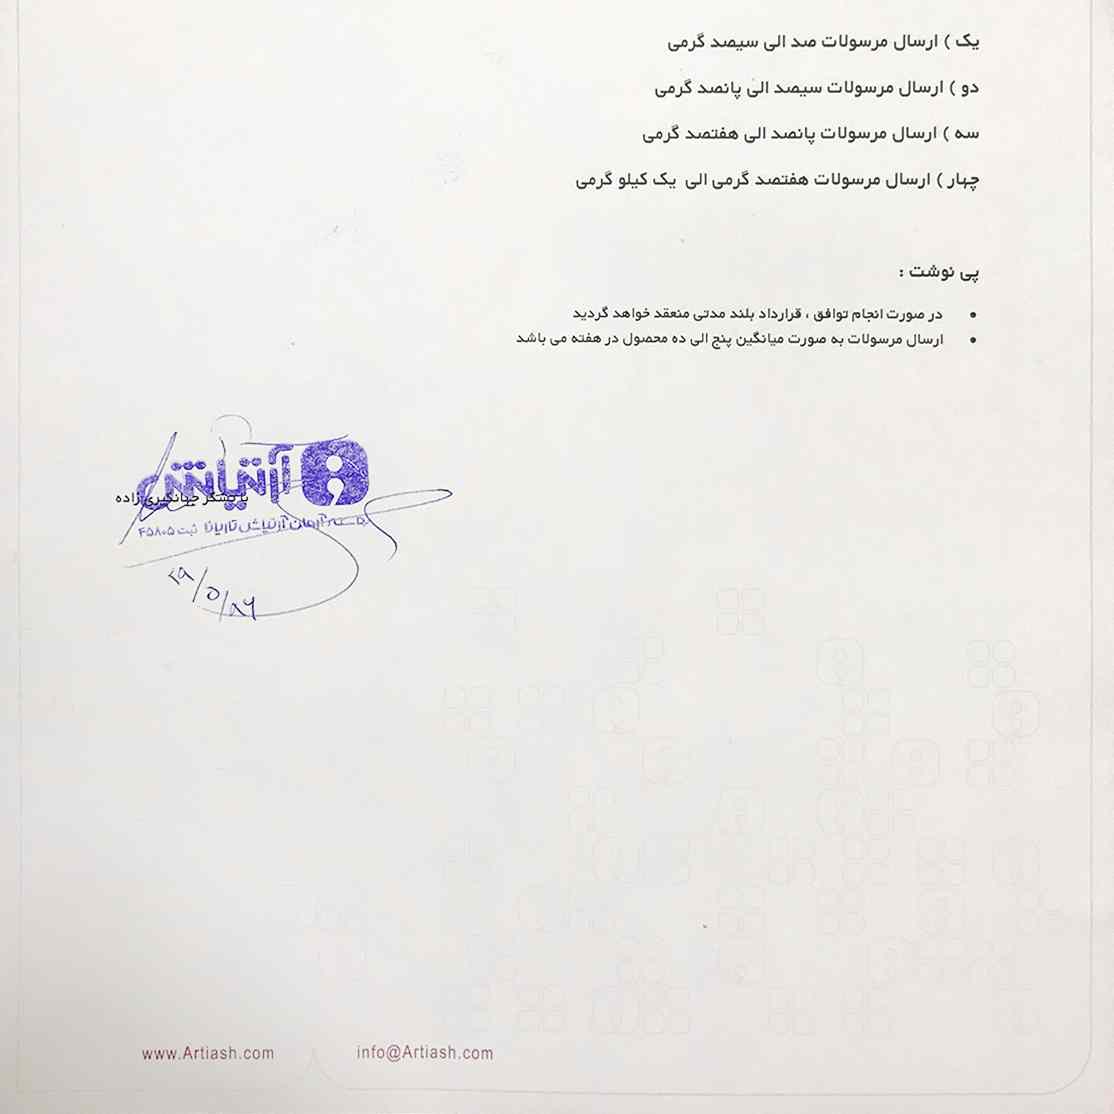 یک ) ارسال مرسولات صد الی سیصد گرمی
دو ) ارسال مرسولات سیصد الی پانصد گرمی
سه ) ارسال مرسولات پانصد الی هفتصد گرمی
چهار ) ارسال مرسولات هفتصد گرمی الی یک کیلو گرمی
پی نوشت :
• در صورت انجام توافق ، قرارداد بلند مدتی منعقد خواهد گردید
• ارسال مرسولات به صورت میانگین پنج الی ده محصول در هفته می باشد
آرتیاش
با تشکر جهانگیری زاده
آرمان آرتیاش تاریانا ثبت ۴۵۸۰۵
۲۹/۵/۸۶
www.Artiash.com
info@Artiash.com